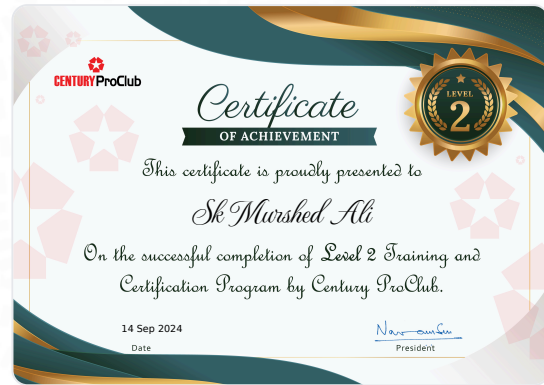 CENTURY ProClub
LEVEL
2
Certificate
OF ACHIEVEMENT
This certificate is proudly presented to
Sk Murshed Ali
On the successful completion of Level 2 Training and
Certification Program by Century ProClub.
14 Sep 2024
Date
President